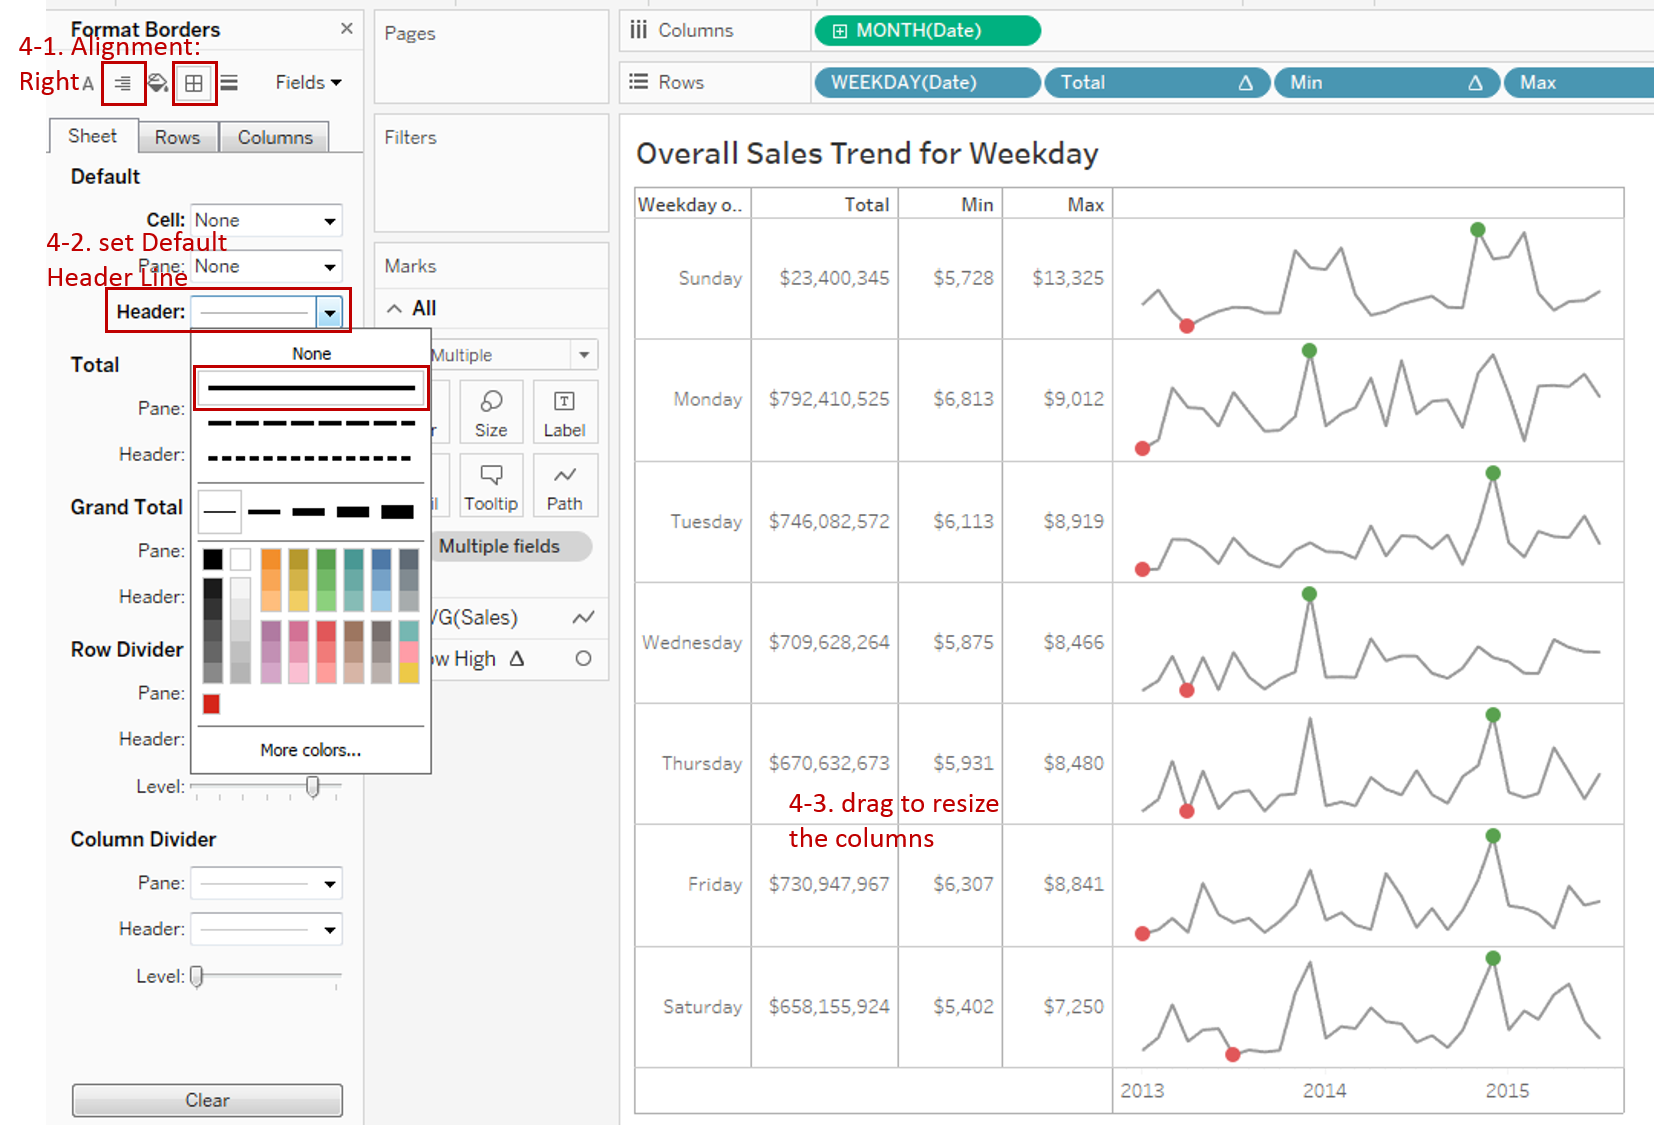 Format Borders
4-1. Alignment:
Right
A
Fields
Sheet
Rows
Columns
Default
Cell: None
4-2. set Default
Header Line
Pane: None
Header:
None
Total
Pane:
Header:
Grand Total
Pane:
Header:
Row Divider
Pane:
Header:
More colors...
Level:
Column Divider
Pane:
Header:
Level:
Clear
Pages
Filters
Marks
All
Multiple
r
Size
T
Label
il
Tooltip
Path
Multiple fields
/G(Sales)
ow High
Columns
MONTH(Date)
Rows
WEEKDAY(Date)
Total
Min
Max
Overall Sales Trend for Weekday
Weekday o.. Total Min Max
Sunday $23,400,345 $5,728 $13,325
Monday $792,410,525 $6,813 $9,012
Tuesday $746,082,572 $6,113 $8,919
Wednesday $709,628,264 $5,875 $8,466
Thursday $670,632,673 $5,931 $8,480
4-3. drag to resize
the columns
Friday $730,947,967 $6,307 $8,841
Saturday $658,155,924 $5,402 $7,250
2013 2014 2015